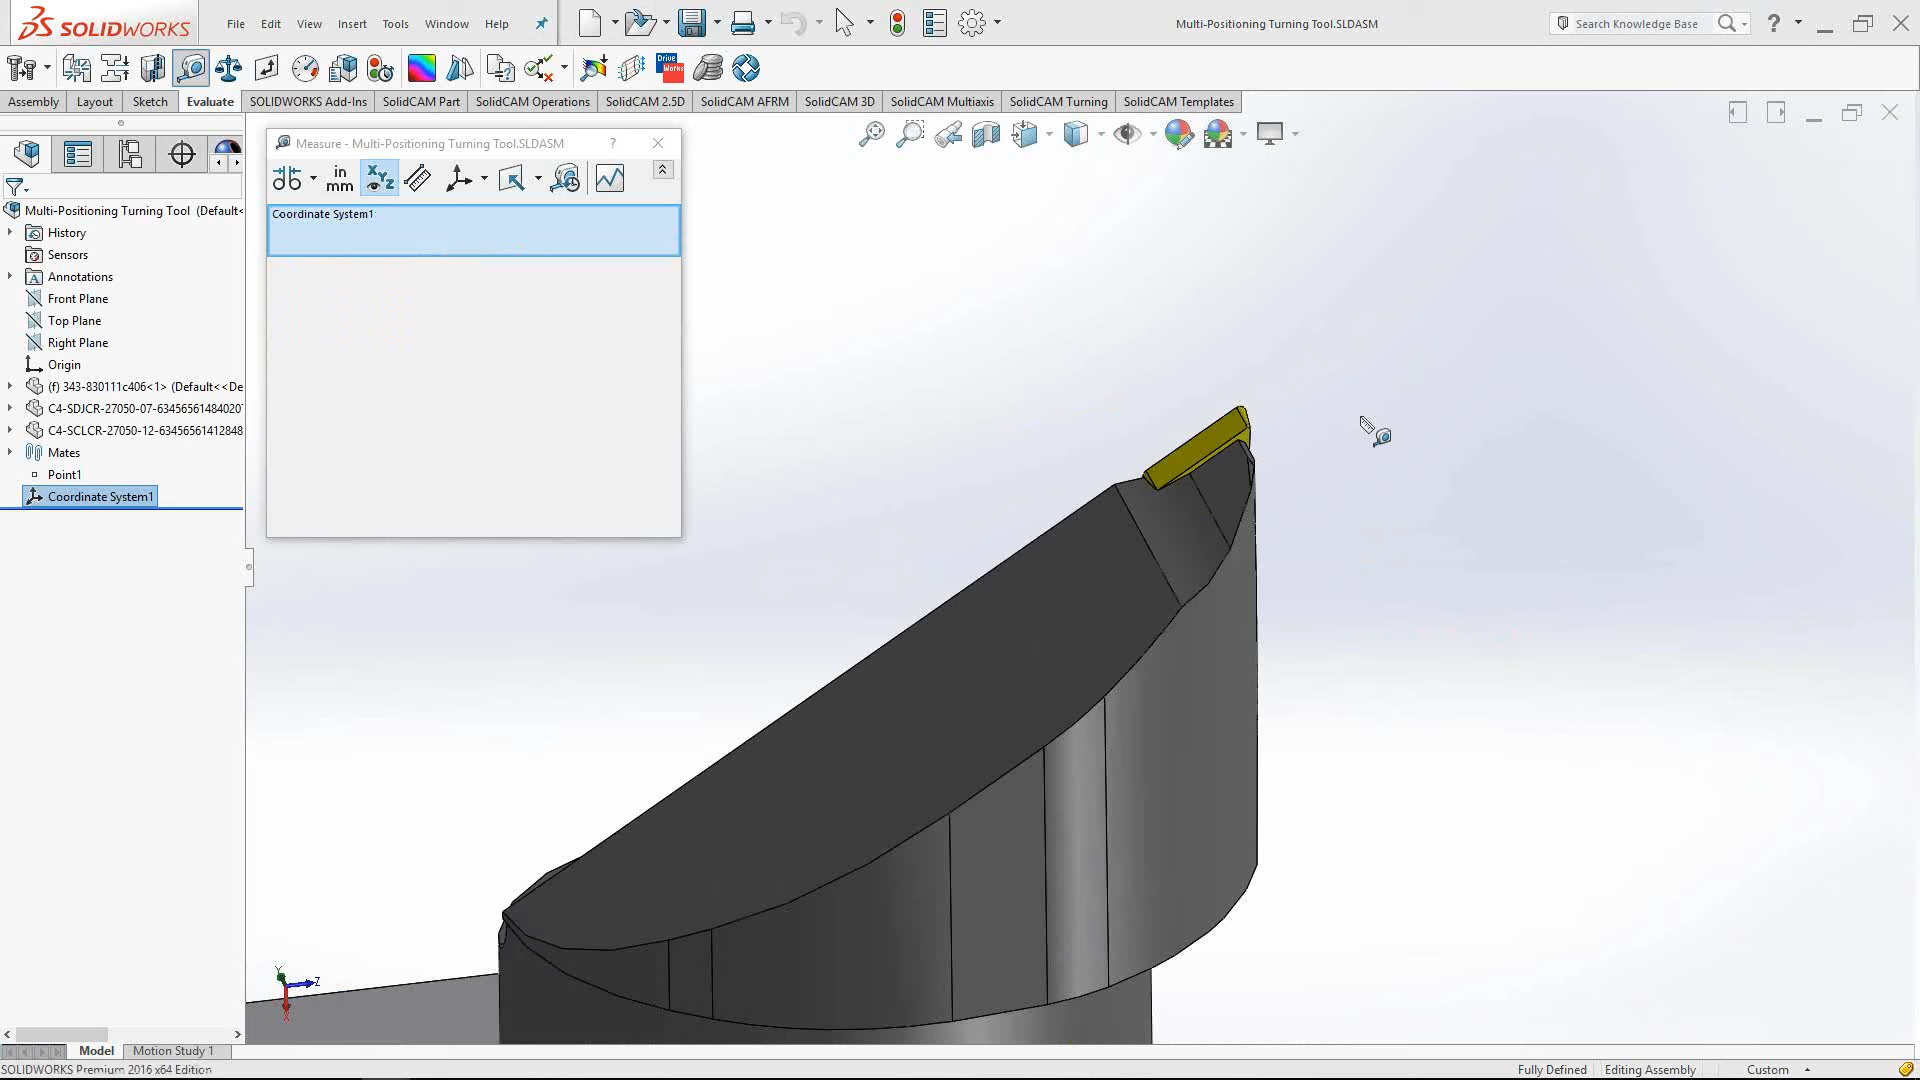 SOLIDWORKS
File Edit View Insert Tools Window Help
Multi-Positioning Turning Tool.SLDASM
Search Knowledge Base
?
Drive
Works
Assembly Layout Sketch Evaluate SOLIDWORKS Add-Ins SolidCAM Part SolidCAM Operations SolidCAM 2.5D SolidCAM AFRM SolidCAM 3D SolidCAM Multiaxis SolidCAM Turning SolidCAM Templates
Measure - Multi-Positioning Turning Tool.SLDASM ?
in
mm
XYZ
Coordinate System1
Multi-Positioning Turning Tool (Default<
History
Sensors
A Annotations
Front Plane
Top Plane
Right Plane
Origin
(f) 343-830111c406<1> (Default<<De
C4-SDJCR-27050-07-63456561484020
C4-SCLCR-27050-12-63456561412848
Mates
Point1
Coordinate System1
Y
Z
X
Model Motion Study 1
SOLIDWORKS Premium 2016 x64 Edition
Fully Defined Editing Assembly Custom